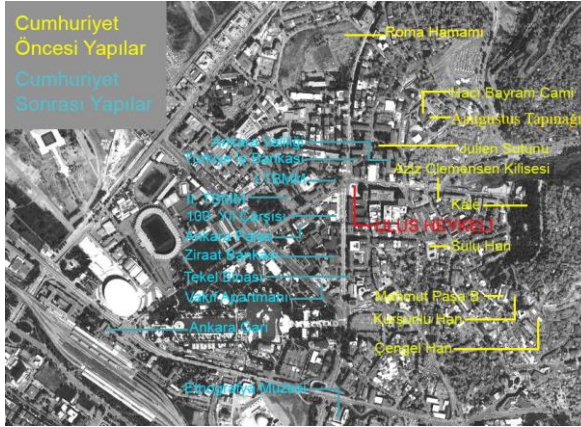 Cumhuriyet
Öncesi Yapılar
Cumhuriyet
Sonrası Yapılar
Roma Hamamı
Hacı Bayram Cami
Augustus Tapınağı
Ankara Valiliği
Julien Sütunu
Türkiye İş Bankası
Aziz Clemansen Kilisesi
I.TBMM
II. TBMM
Kale
100. Yıl Çarşısı
ULUS HEYKELİ
Ankara Palas
Sulu Han
Ziraat Bankası
Tekel Binası
Vakıf Apartmanı
Mahmut Paşa B.
Kurşunlu Han
Ankara Garı
Çengel Han
Etnografya Müzesi